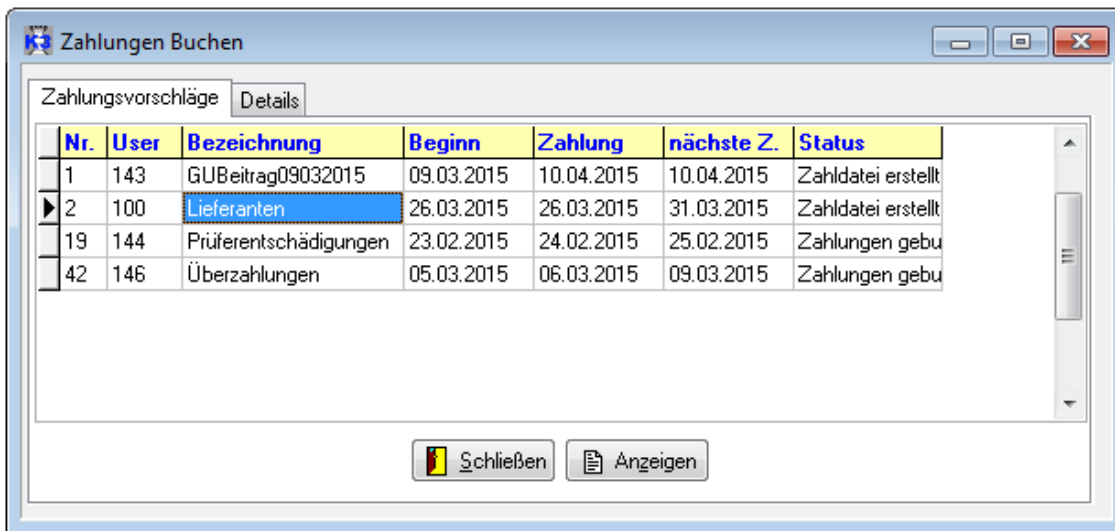 K3 Zahlungen Buchen
Zahlungsvorschläge Details
Nr. User Bezeichnung Beginn Zahlung nächste Z. Status
1 143 GUBeitrag09032015 09.03.2015 10.04.2015 10.04.2015 Zahldatei erstellt
2 100 Lieferanten 26.03.2015 26.03.2015 31.03.2015 Zahldatei erstellt
19 144 Prüferentschädigungen 23.02.2015 24.02.2015 25.02.2015 Zahlungen gebu
42 146 Überzahlungen 05.03.2015 06.03.2015 09.03.2015 Zahlungen gebu
Schließen Anzeigen